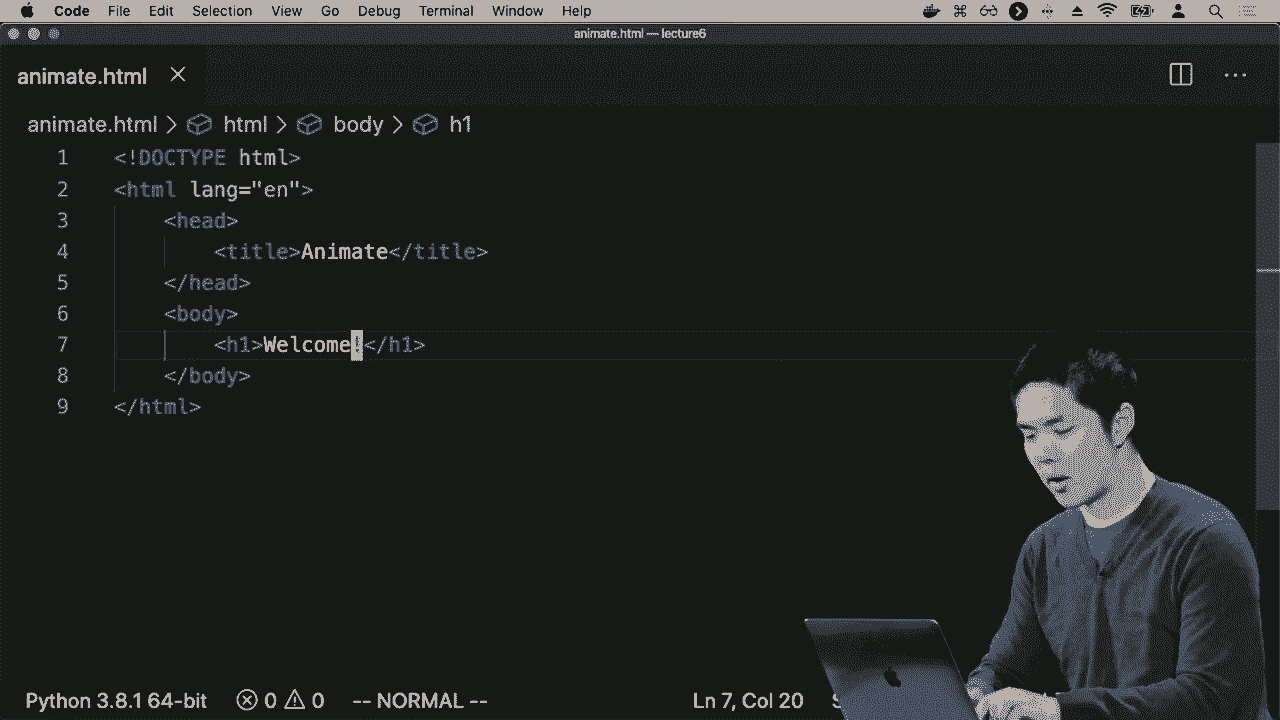 Code File Edit Selection View Go Debug Terminal Window Help
animate.html — lecture6
animate.html
animate.html > html > body > h1
1 <!DOCTYPE html>
2 <html lang="en">
3 <head>
4 <title>Animate</title>
5 </head>
6 <body>
7 <h1>Welcome!</h1>
8 </body>
9 </html>
Python 3.8.1 64-bit 0 0 -- NORMAL -- Ln 7, Col 20